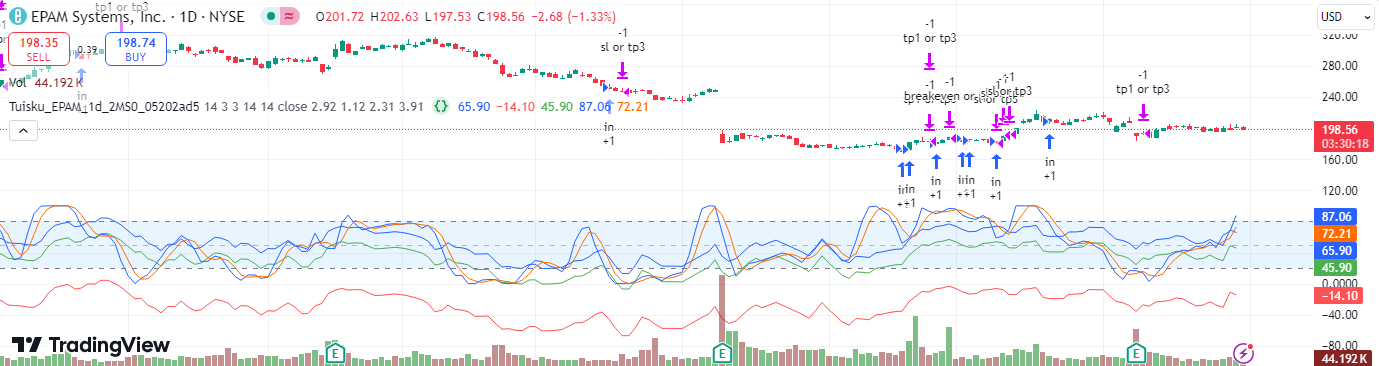 tp1 or tp3
EPAM Systems, Inc. · 1D · NYSE
O201.72 H202.63 L197.53 C198.56 −2.68 (−1.33%)
USD
198.35
SELL
0.39
198.74
BUY
Vol 44.192 K
Tuisku_EPAM_1d_2MS0_05202ad5 14 3 3 14 14 close 2.92 1.12 2.31 3.91 65.90 −14.10 45.90 87.06 72.21
in
-1
sl or tp3
in
+1
-1
tp1 or tp3
-1
-1
breakeven or
in
+1
in
+1
in
+1
-1
tp1 or tp3
320.00
280.00
240.00
198.56
03:30:18
160.00
120.00
87.06
72.21
65.90
45.90
0.0000
−14.10
−40.00
−80.00
44.192 K
E
E
E
TradingView